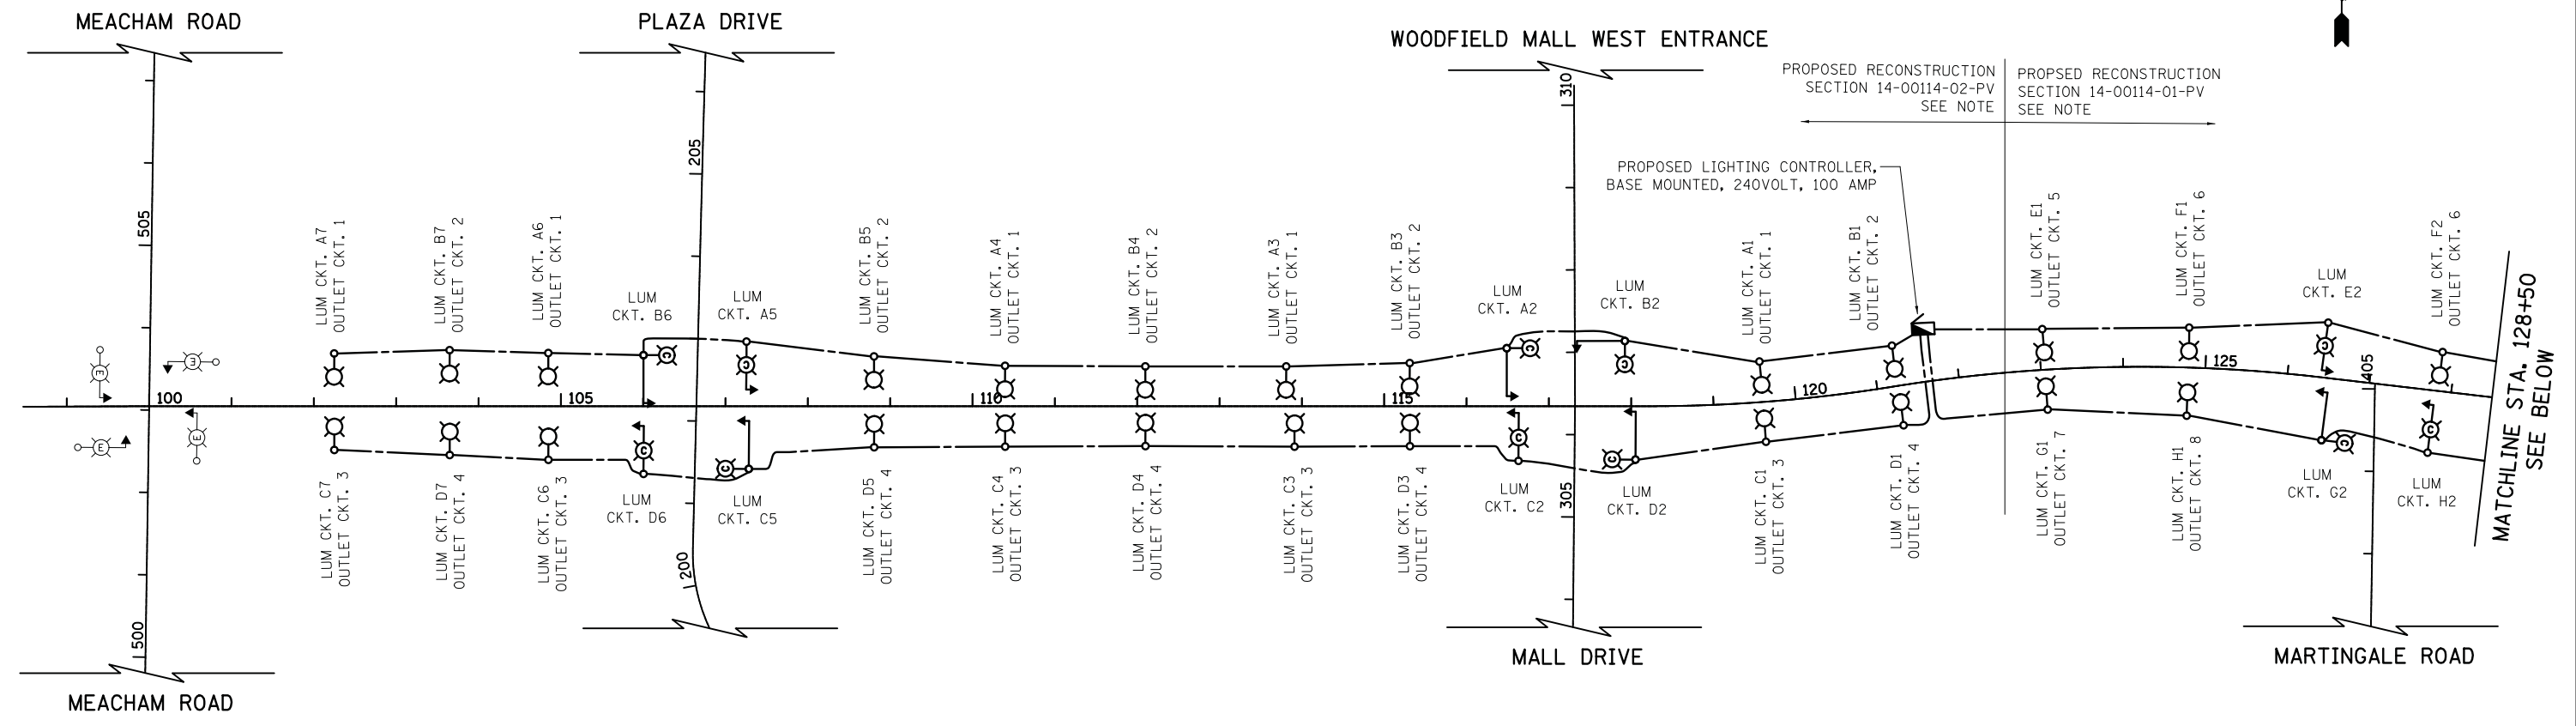 MEACHAM ROAD
PLAZA DRIVE
WOODFIELD MALL WEST ENTRANCE
PROPOSED RECONSTRUCTION
SECTION 14-00114-02-PV
SEE NOTE
PROPSED RECONSTRUCTION
SECTION 14-00114-01-PV
SEE NOTE
PROPOSED LIGHTING CONTROLLER,
BASE MOUNTED, 240VOLT, 100 AMP
505
205
310
LUM CKT. A7
OUTLET CKT. 1
LUM CKT. B7
OUTLET CKT. 2
LUM CKT. A6
OUTLET CKT. 1
LUM
CKT. B6
LUM
CKT. A5
LUM CKT. B5
OUTLET CKT. 2
LUM CKT. A4
OUTLET CKT. 1
LUM CKT. B4
OUTLET CKT. 2
LUM CKT. A3
OUTLET CKT. 1
LUM CKT. B3
OUTLET CKT. 2
LUM
CKT. A2
LUM
CKT. B2
LUM CKT. A1
OUTLET CKT. 1
LUM CKT. B1
OUTLET CKT. 2
LUM CKT. E1
OUTLET CKT. 5
LUM CKT. F1
OUTLET CKT. 6
LUM
CKT. E2
LUM CKT. F2
OUTLET CKT. 6
E
E
E
E
C
C
C
C
C
100
105
110
115
120
125
405
C
C
C
C
C
C
LUM CKT. C7
OUTLET CKT. 3
LUM CKT. D7
OUTLET CKT. 4
LUM CKT. C6
OUTLET CKT. 3
LUM
CKT. D6
LUM
CKT. C5
LUM CKT. D5
OUTLET CKT. 4
LUM CKT. C4
OUTLET CKT. 3
LUM CKT. D4
OUTLET CKT. 4
LUM CKT. C3
OUTLET CKT. 3
LUM CKT. D3
OUTLET CKT. 4
LUM
CKT. C2
LUM
CKT. D2
LUM CKT. C1
OUTLET CKT. 3
LUM CKT. D1
OUTLET CKT. 4
LUM CKT. G1
OUTLET CKT. 7
LUM CKT. H1
OUTLET CKT. 8
LUM
CKT. G2
LUM
CKT. H2
MATCHLINE STA. 128+50
SEE BELOW
500
200
305
MEACHAM ROAD
MALL DRIVE
MARTINGALE ROAD